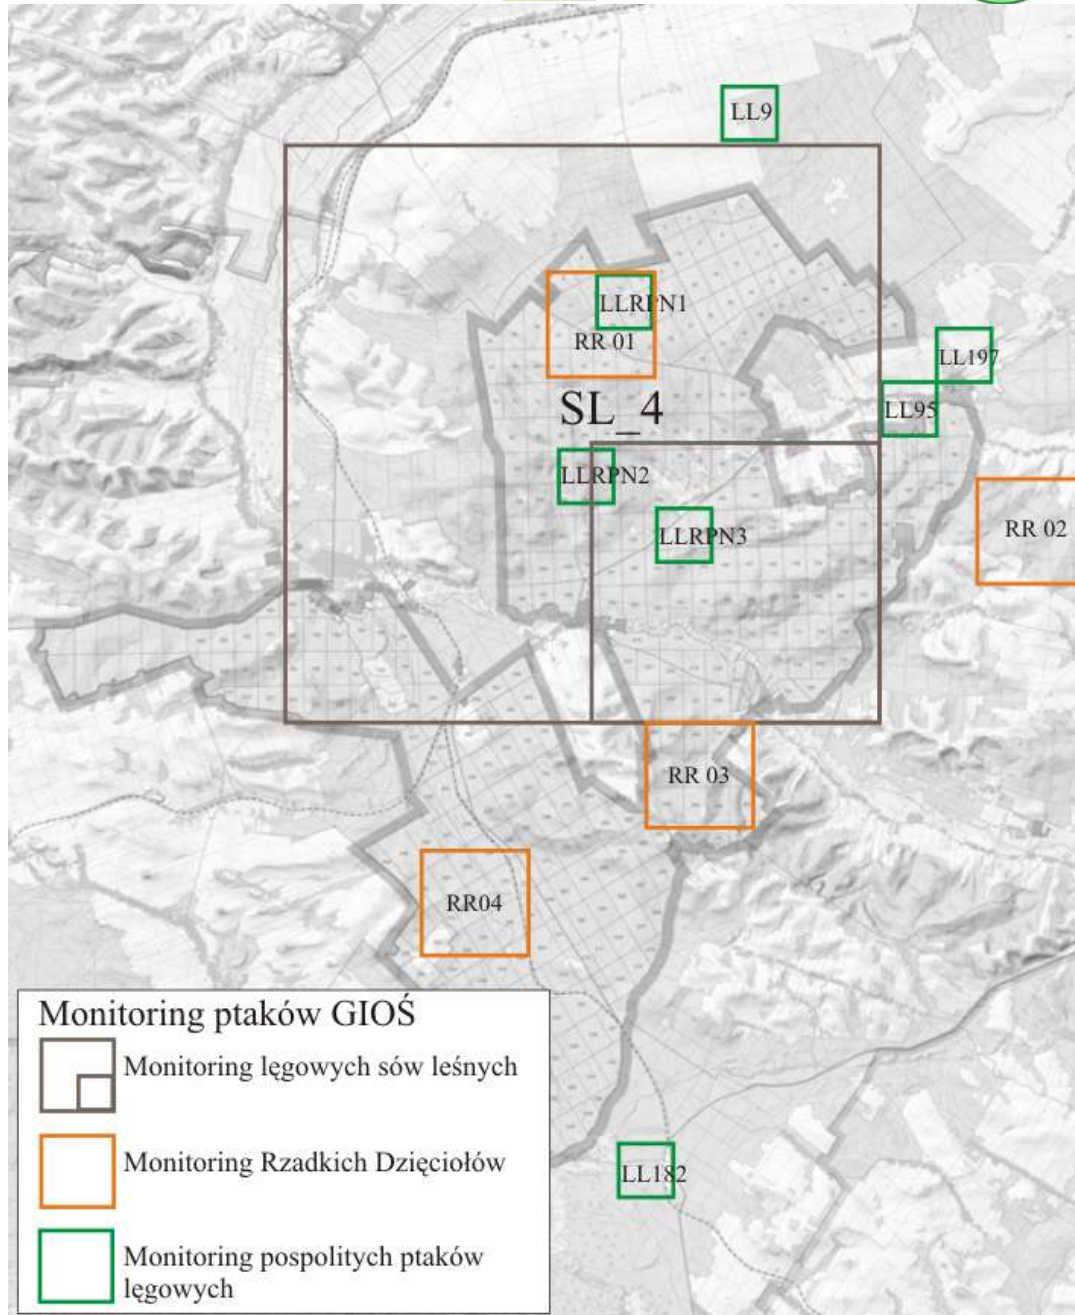 LL9
LLRPN1
RR 01
LL197
SL_4
LL95
LLRPN2
LLRPN3
RR 02
RR 03
RR04
Monitoring ptaków GIOŚ
Monitoring lęgowych sów leśnych
Monitoring Rzadkich Dzięciołów
LL182
Monitoring pospolitych ptaków
lęgowych